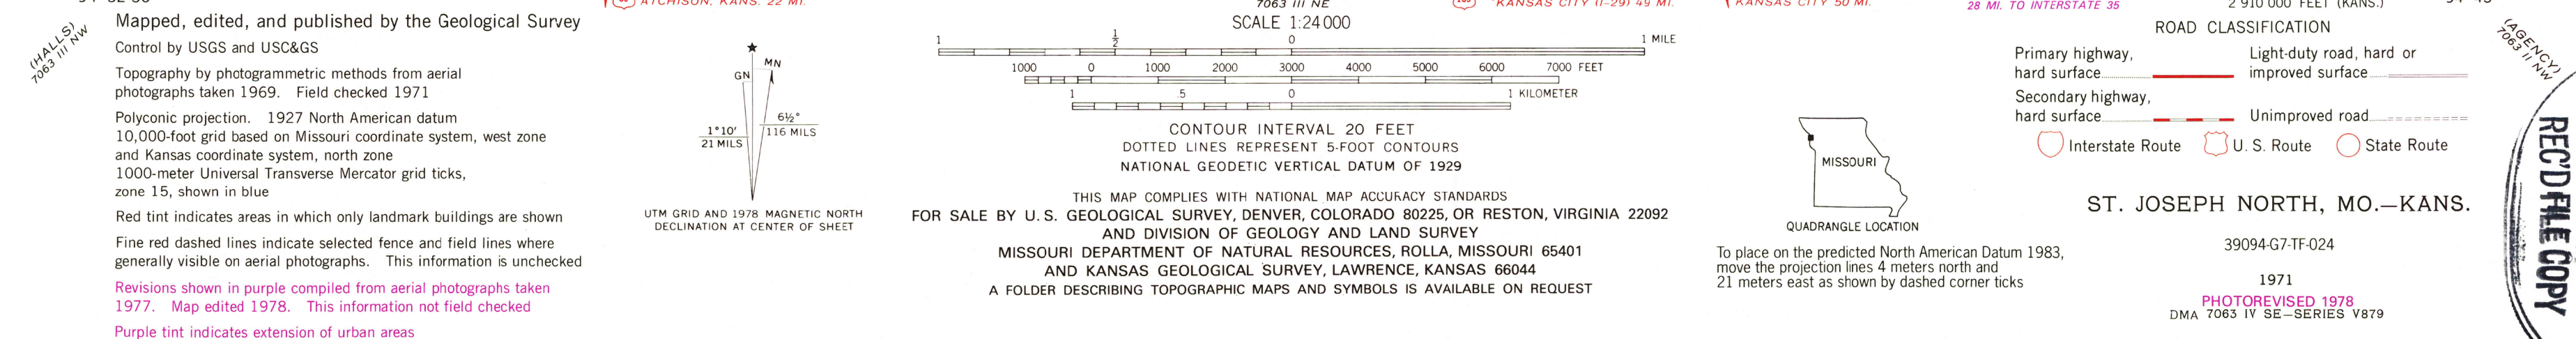 ATCHISON, KANS. 22 MI.
7063 III NE
KANSAS CITY (I-29) 49 MI.
KANSAS CITY 50 MI.
28 MI. TO INTERSTATE 35
2 910 000 FEET (KANS.)
(HALLS)
7063 III NW
Mapped, edited, and published by the Geological Survey
Control by USGS and USC&GS
Topography by photogrammetric methods from aerial
photographs taken 1969. Field checked 1971
Polyconic projection. 1927 North American datum
10,000-foot grid based on Missouri coordinate system, west zone
and Kansas coordinate system, north zone
1000-meter Universal Transverse Mercator grid ticks,
zone 15, shown in blue
Red tint indicates areas in which only landmark buildings are shown
Fine red dashed lines indicate selected fence and field lines where
generally visible on aerial photographs. This information is unchecked
Revisions shown in purple compiled from aerial photographs taken
1977. Map edited 1978. This information not field checked
Purple tint indicates extension of urban areas
MN
GN
1°10'
21 MILS
6½°
116 MILS
UTM GRID AND 1978 MAGNETIC NORTH
DECLINATION AT CENTER OF SHEET
SCALE 1:24 000
1 ½ 0 1 MILE
1000 0 1000 2000 3000 4000 5000 6000 7000 FEET
1 .5 0 1 KILOMETER
CONTOUR INTERVAL 20 FEET
DOTTED LINES REPRESENT 5-FOOT CONTOURS
NATIONAL GEODETIC VERTICAL DATUM OF 1929
THIS MAP COMPLIES WITH NATIONAL MAP ACCURACY STANDARDS
FOR SALE BY U. S. GEOLOGICAL SURVEY, DENVER, COLORADO 80225, OR RESTON, VIRGINIA 22092
AND DIVISION OF GEOLOGY AND LAND SURVEY
MISSOURI DEPARTMENT OF NATURAL RESOURCES, ROLLA, MISSOURI 65401
AND KANSAS GEOLOGICAL SURVEY, LAWRENCE, KANSAS 66044
A FOLDER DESCRIBING TOPOGRAPHIC MAPS AND SYMBOLS IS AVAILABLE ON REQUEST
MISSOURI
QUADRANGLE LOCATION
To place on the predicted North American Datum 1983,
move the projection lines 4 meters north and
21 meters east as shown by dashed corner ticks
ROAD CLASSIFICATION
Primary highway,
hard surface
Light-duty road, hard or
improved surface
Secondary highway,
hard surface
Unimproved road
Interstate Route
U. S. Route
State Route
(AGENCY)
7063 II NW
ST. JOSEPH NORTH, MO.—KANS.
39094-G7-TF-024
1971
PHOTOREVISED 1978
DMA 7063 IV SE—SERIES V879
REC'D FILE COPY